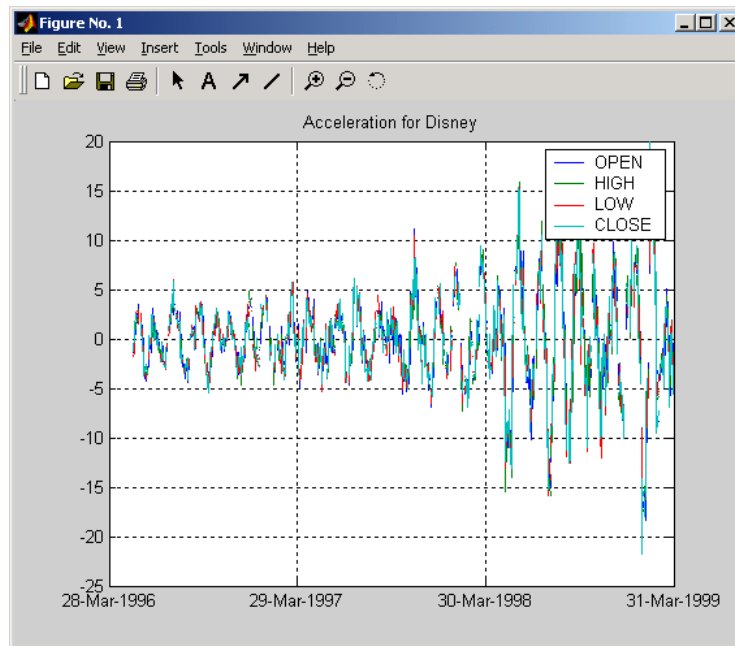 Figure No. 1
File Edit View Insert Tools Window Help
A
Acceleration for Disney
20
15
10
5
0
-5
-10
-15
-20
-25
OPEN
HIGH
LOW
CLOSE
28-Mar-1996 29-Mar-1997 30-Mar-1998 31-Mar-1999